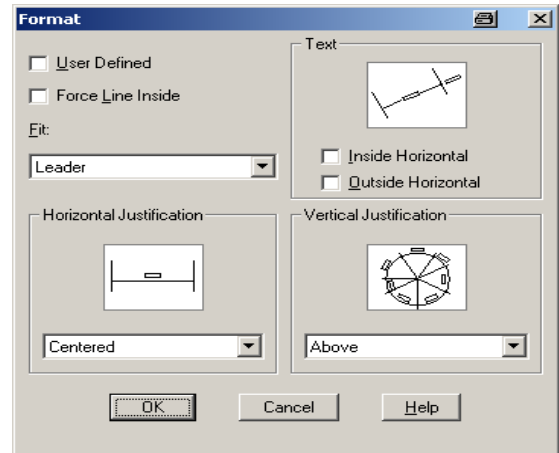 Format
User Defined
Force Line Inside
Fit:
Leader
Text
Inside Horizontal
Outside Horizontal
Horizontal Justification
Centered
Vertical Justification
Above
OK
Cancel
Help